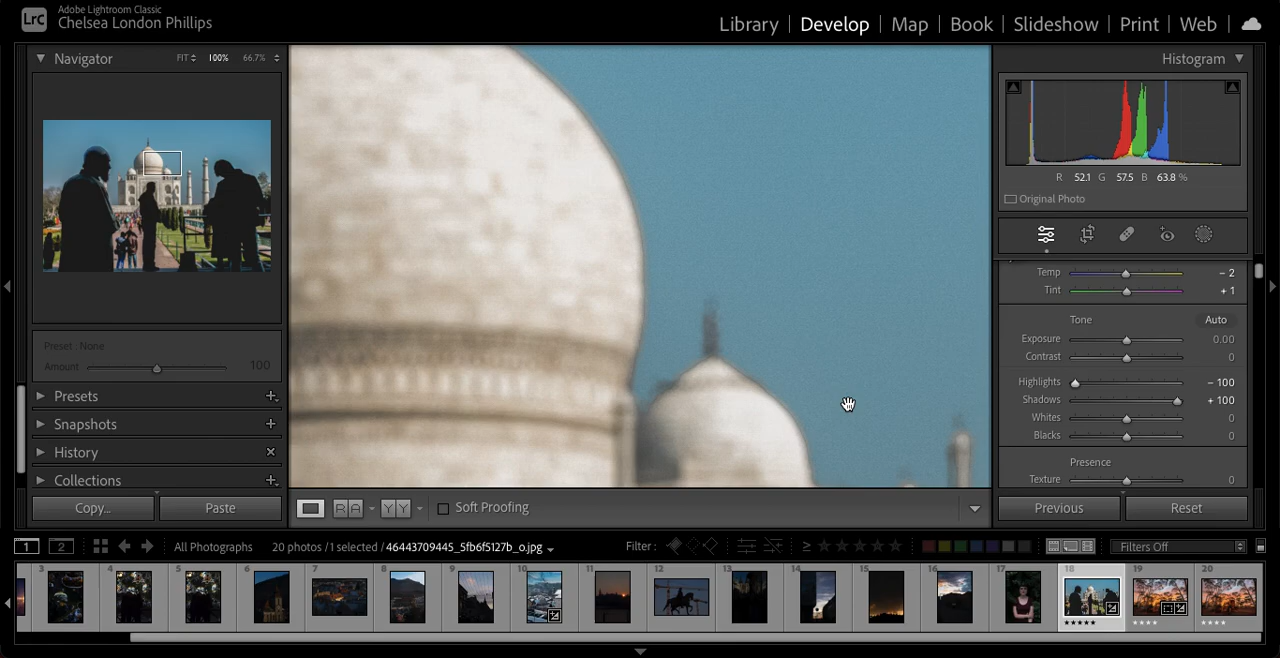 LrC
Adobe Lightroom Classic
Chelsea London Phillips
Library | Develop | Map | Book | Slideshow | Print | Web
Navigator FIT 100% 66.7%
Preset : None
Amount 100
Presets
Snapshots
History
Collections
Copy... Paste
R A Y Y Soft Proofing
Histogram
R 52.1 G 57.5 B 63.8 %
Original Photo
Temp – 2
Tint + 1
Tone Auto
Exposure 0.00
Contrast 0
Highlights – 100
Shadows + 100
Whites 0
Blacks 0
Presence
Texture 0
Previous Reset
1 2 All Photographs 20 photos / 1 selected / 46443709445_5fb6f5127b_o.jpg Filter : ≥ ★★★★★ Filters Off
3 4 5 6 7 8 9 10 11 12 13 14 15 16 17 18 19 20
★★★★★ ★★★★ ★★★★